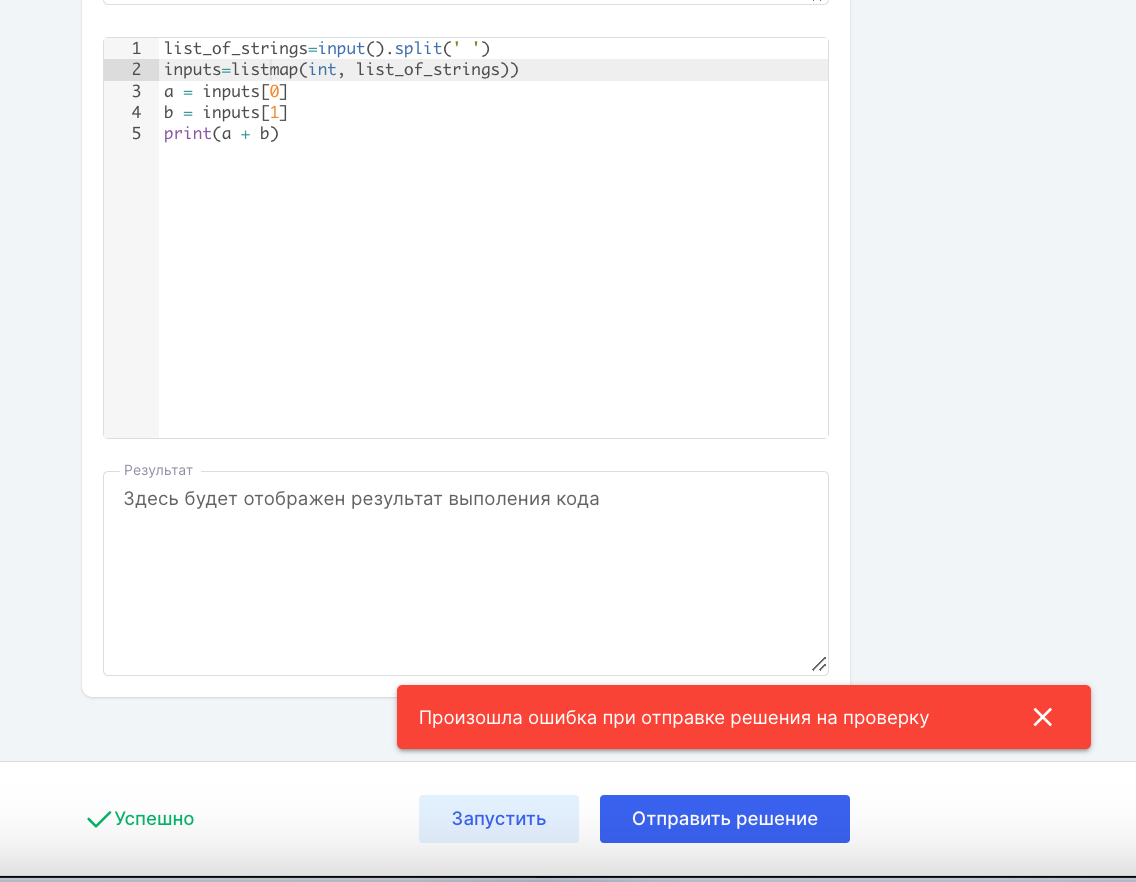 1 list_of_strings=input().split(' ')
2 inputs=listmap(int, list_of_strings))
3 a = inputs[0]
4 b = inputs[1]
5 print(a + b)
Результат
Здесь будет отображен результат выполения кода
Произошла ошибка при отправке решения на проверку
Успешно Запустить Отправить решение